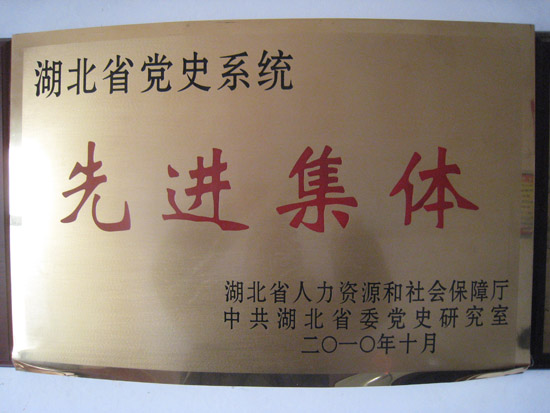 湖北省党史系统
先进集体
湖北省人力资源和社会保障厅
中共湖北省委党史研究室
二〇一〇年十月